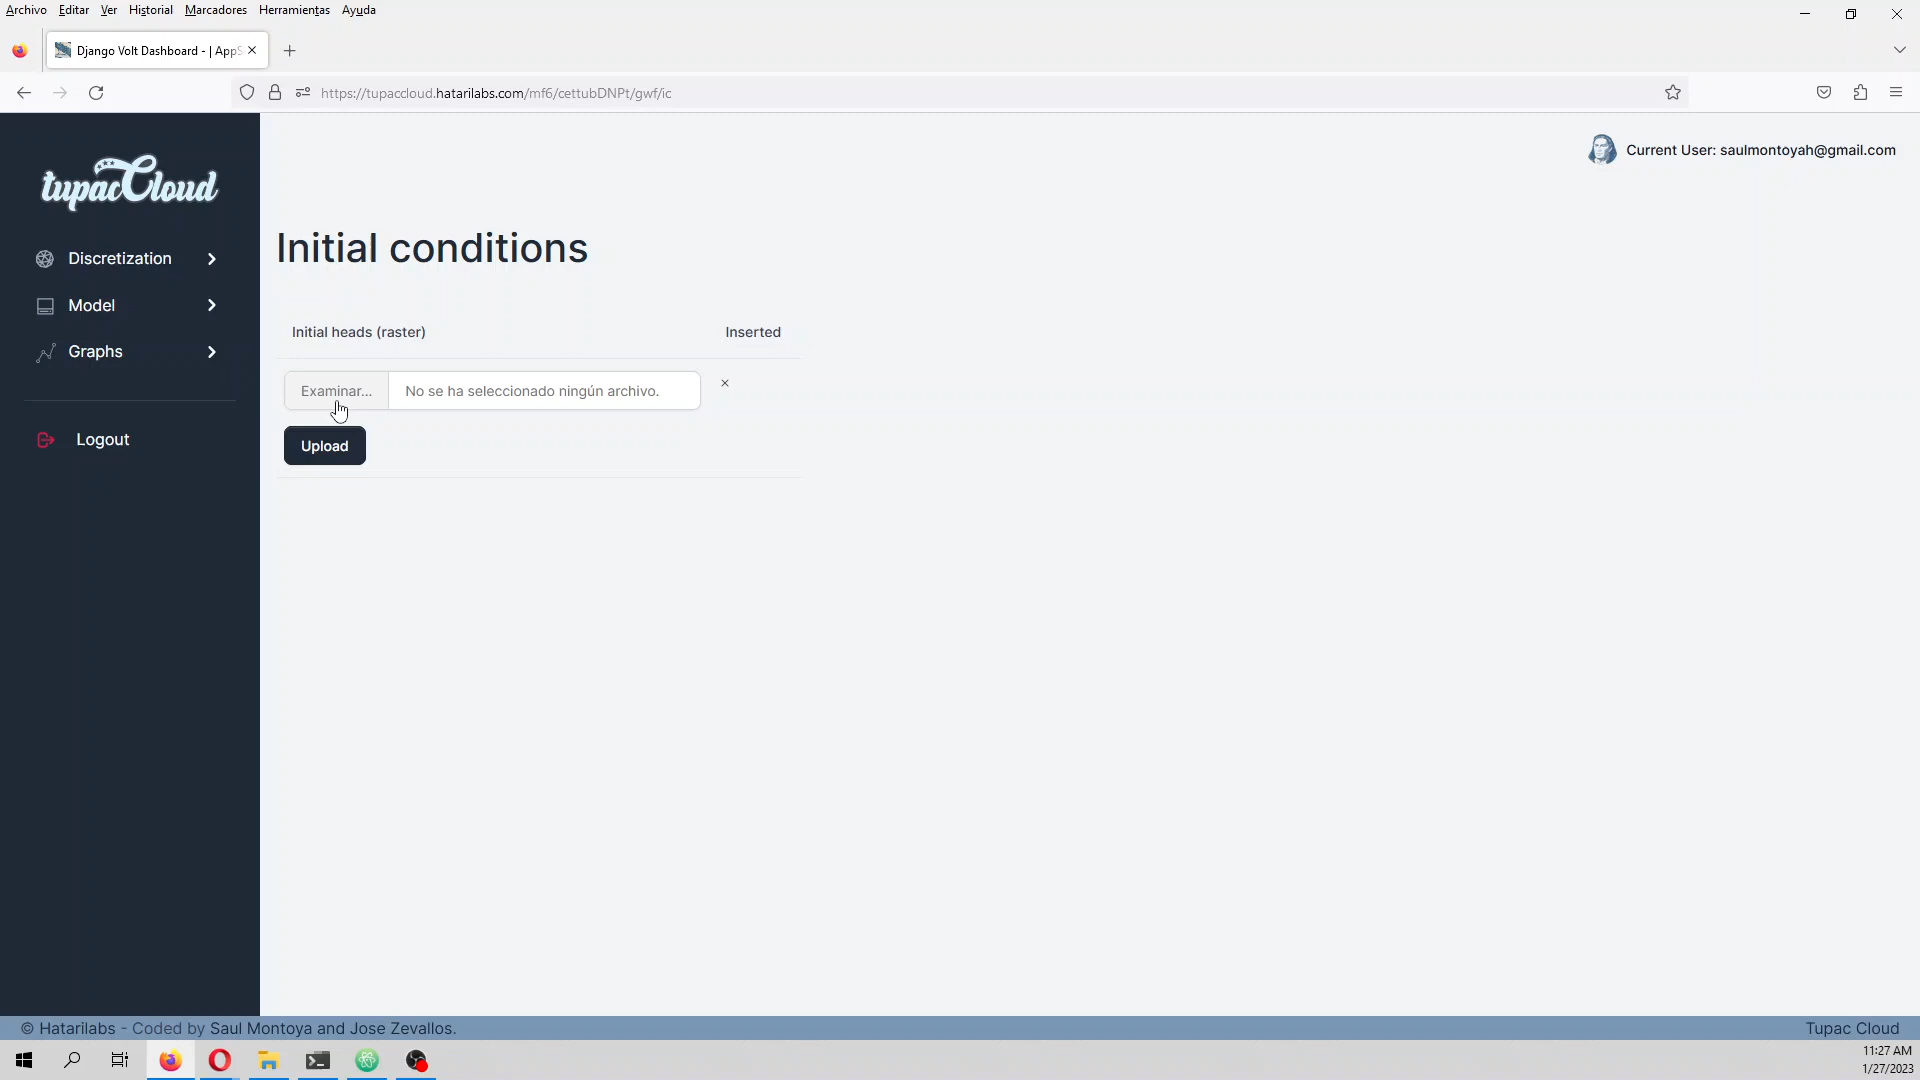 Archivo Editar Ver Historial Marcadores Herramientas Ayuda
Django Volt Dashboard - | AppS
https://tupaccloud.hatarilabs.com/mf6/cettubDNPt/gwf/ic
tupacCloud
Current User: saulmontoyah@gmail.com
Discretization
Model
Graphs
Logout
Initial conditions
Initial heads (raster) Inserted
Examinar... No se ha seleccionado ningún archivo. ×
Upload
© Hatarilabs - Coded by Saul Montoya and Jose Zevallos. Tupac Cloud
11:27 AM
1/27/2023